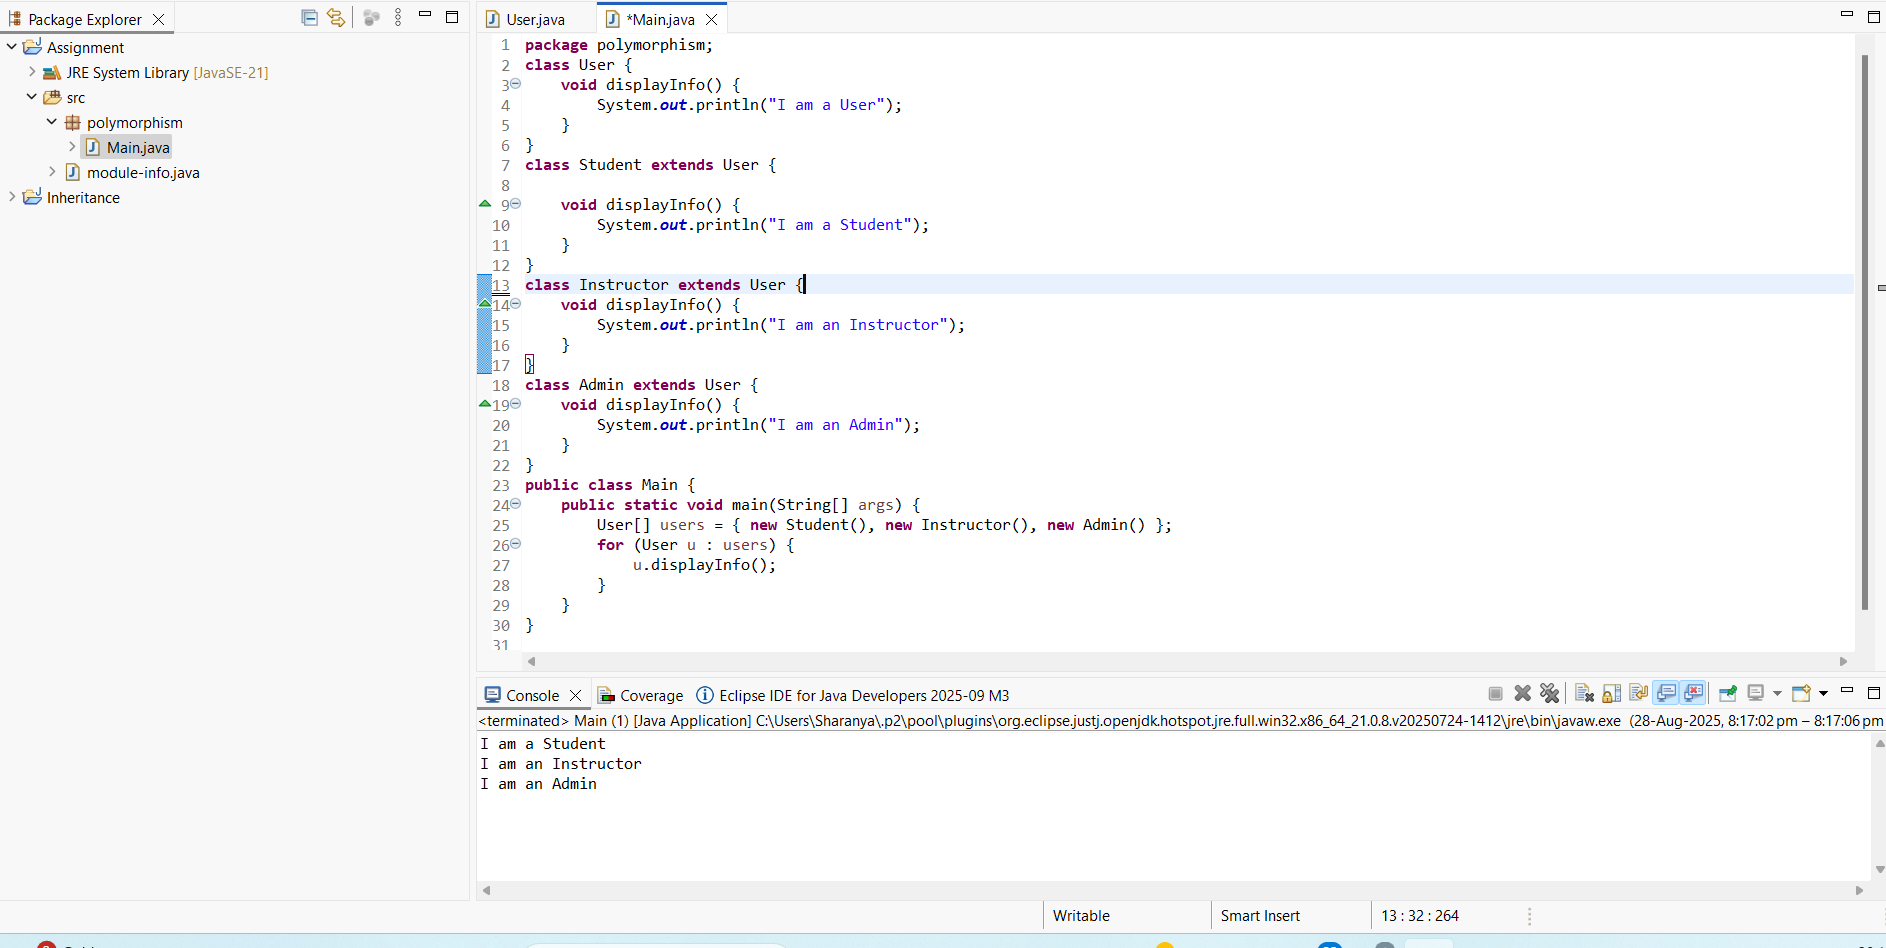 Package Explorer
Assignment
JRE System Library [JavaSE-21]
src
polymorphism
Main.java
module-info.java
Inheritance
User.java
*Main.java
1 package polymorphism;
2 class User {
3     void displayInfo() {
4         System.out.println("I am a User");
5     }
6 }
7 class Student extends User {
8
9     void displayInfo() {
10         System.out.println("I am a Student");
11     }
12 }
13 class Instructor extends User {
14     void displayInfo() {
15         System.out.println("I am an Instructor");
16     }
17 }
18 class Admin extends User {
19     void displayInfo() {
20         System.out.println("I am an Admin");
21     }
22 }
23 public class Main {
24     public static void main(String[] args) {
25         User[] users = { new Student(), new Instructor(), new Admin() };
26         for (User u : users) {
27             u.displayInfo();
28         }
29     }
30 }
31
Console
Coverage
Eclipse IDE for Java Developers 2025-09 M3
<terminated> Main (1) [Java Application] C:\Users\Sharanya\.p2\pool\plugins\org.eclipse.justj.openjdk.hotspot.jre.full.win32.x86_64_21.0.8.v20250724-1412\jre\bin\javaw.exe (28-Aug-2025, 8:17:02 pm – 8:17:06 pm
I am a Student
I am an Instructor
I am an Admin
Writable
Smart Insert
13 : 32 : 264